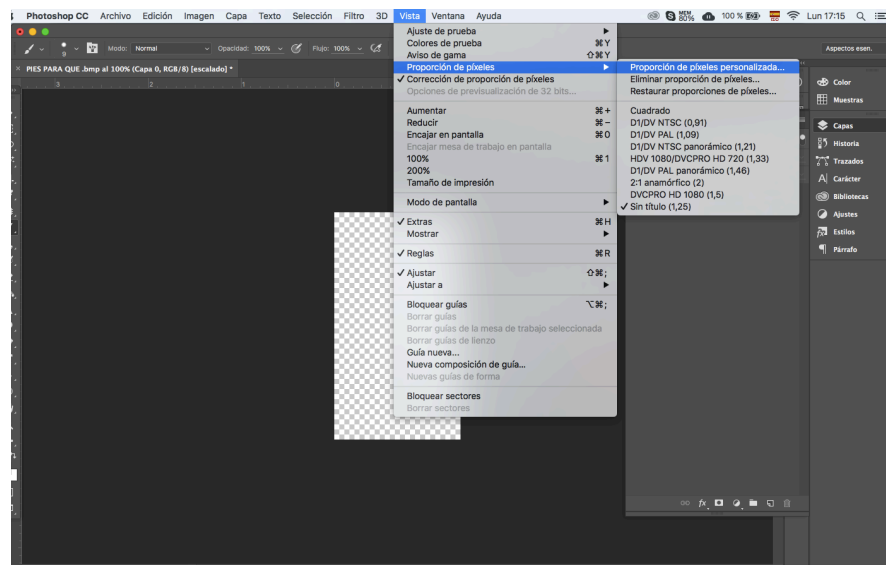 Photoshop CC Archivo Edición Imagen Capa Texto Selección Filtro 3D Vista Ventana Ayuda 100 % Lun 17:15
Modo: Normal Opacidad: 100% Flujo: 100% Aspectos esen.
PIES PARA QUE .bmp al 100% (Capa 0, RGB/8) [escalado] *
3 2 1 0
Ajuste de prueba
Colores de prueba ⌘Y
Aviso de gama ⇧⌘Y
Proporción de píxeles
✓ Corrección de proporción de píxeles
Opciones de previsualización de 32 bits...
Aumentar ⌘+
Reducir ⌘–
Encajar en pantalla ⌘0
Encajar mesa de trabajo en pantalla
100% ⌘1
200%
Tamaño de impresión
Modo de pantalla
✓ Extras ⌘H
Mostrar
✓ Reglas ⌘R
✓ Ajustar ⇧⌘;
Ajustar a
Bloquear guías ⌥⌘;
Borrar guías
Borrar guías de la mesa de trabajo seleccionada
Borrar guías de lienzo
Guía nueva...
Nueva composición de guía...
Nuevas guías de forma
Bloquear sectores
Borrar sectores
Proporción de píxeles personalizada...
Eliminar proporción de píxeles...
Restaurar proporciones de píxeles...
Cuadrado
D1/DV NTSC (0,91)
D1/DV PAL (1,09)
D1/DV NTSC panorámico (1,21)
HDV 1080/DVCPRO HD 720 (1,33)
D1/DV PAL panorámico (1,46)
2:1 anamórfico (2)
DVCPRO HD 1080 (1,5)
✓ Sin título (1,25)
Color
Muestras
Capas
Historia
Trazados
Carácter
Bibliotecas
Ajustes
Estilos
Párrafo
fx